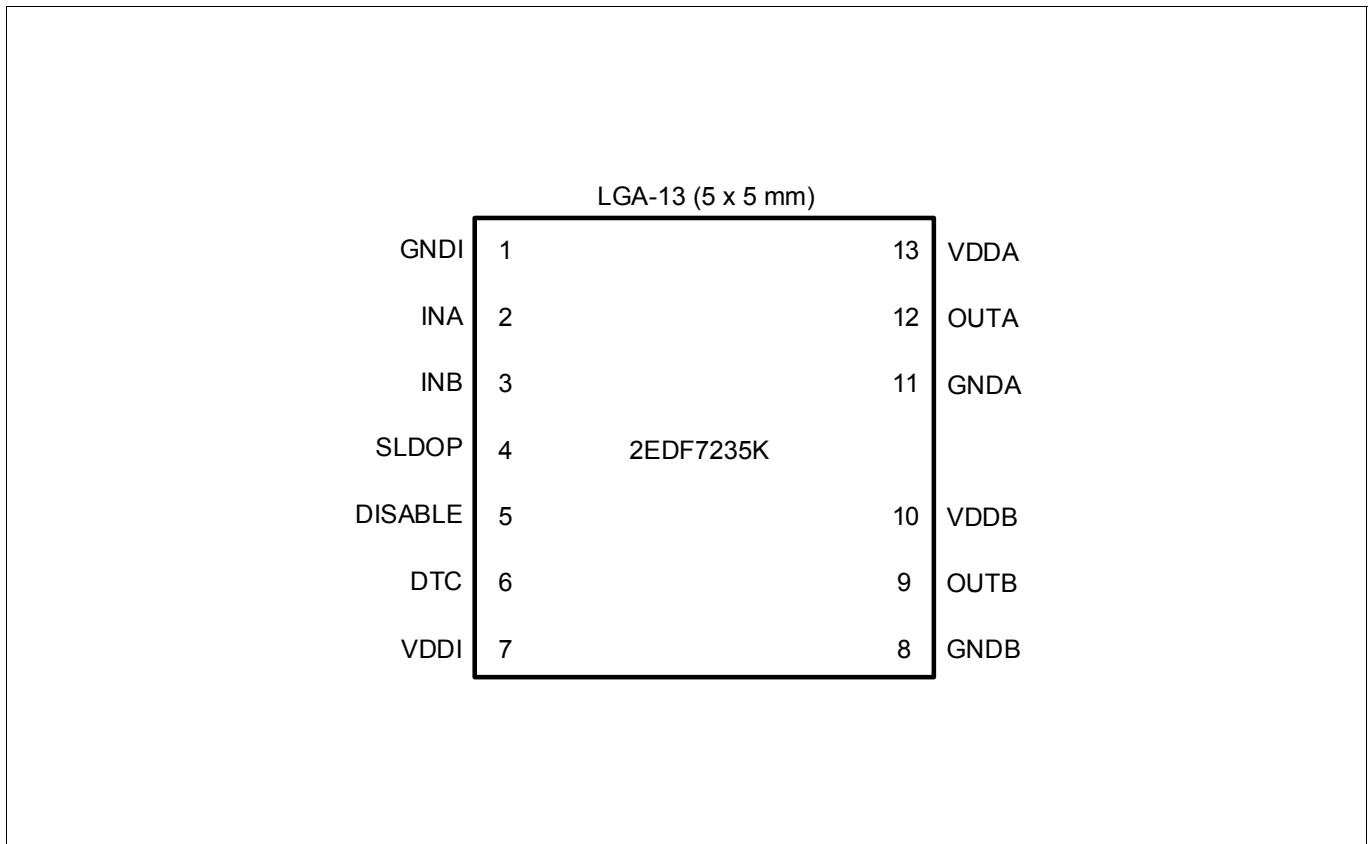 LGA-13 (5 x 5 mm)
GNDI 1 13 VDDA
INA 2 12 OUTA
INB 3 11 GNDA
SLDOP 4 2EDF7235K
DISABLE 5 10 VDDB
DTC 6 9 OUTB
VDDI 7 8 GNDB